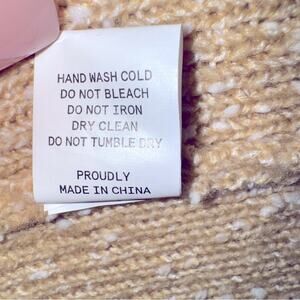 HAND WASH COLD
DO NOT BLEACH
DO NOT IRON
DRY CLEAN
DO NOT TUMBLE DRY
PROUDLY
MADE IN CHINA